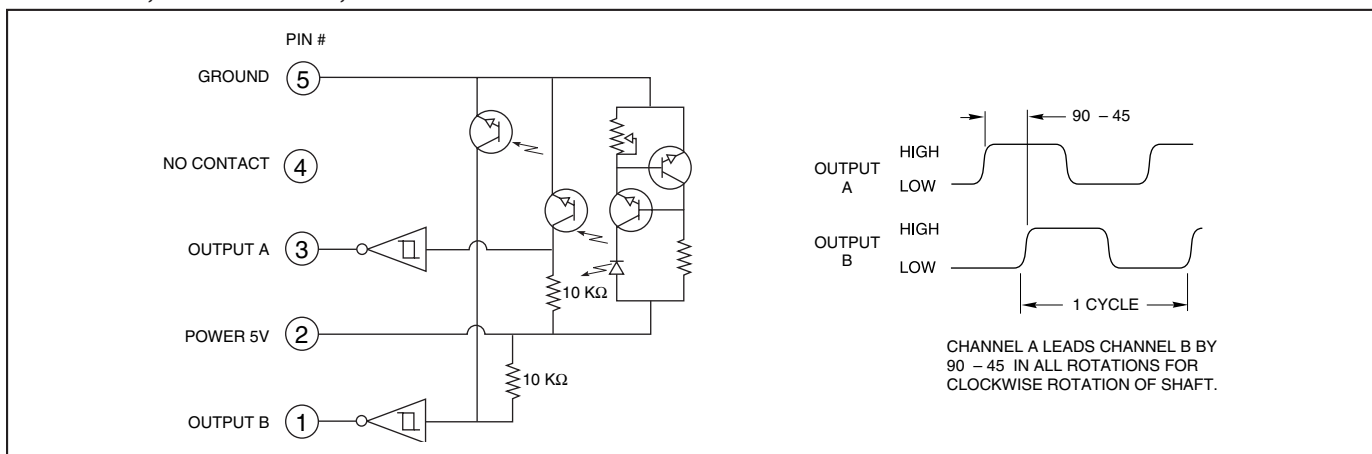 PIN #
GROUND 5
NO CONTACT 4
OUTPUT A 3
POWER 5V 2
OUTPUT B 1
10 KΩ
10 KΩ
90 – 45
OUTPUT
A
HIGH
LOW
OUTPUT
B
HIGH
LOW
1 CYCLE
CHANNEL A LEADS CHANNEL B BY
90 – 45 IN ALL ROTATIONS FOR
CLOCKWISE ROTATION OF SHAFT.